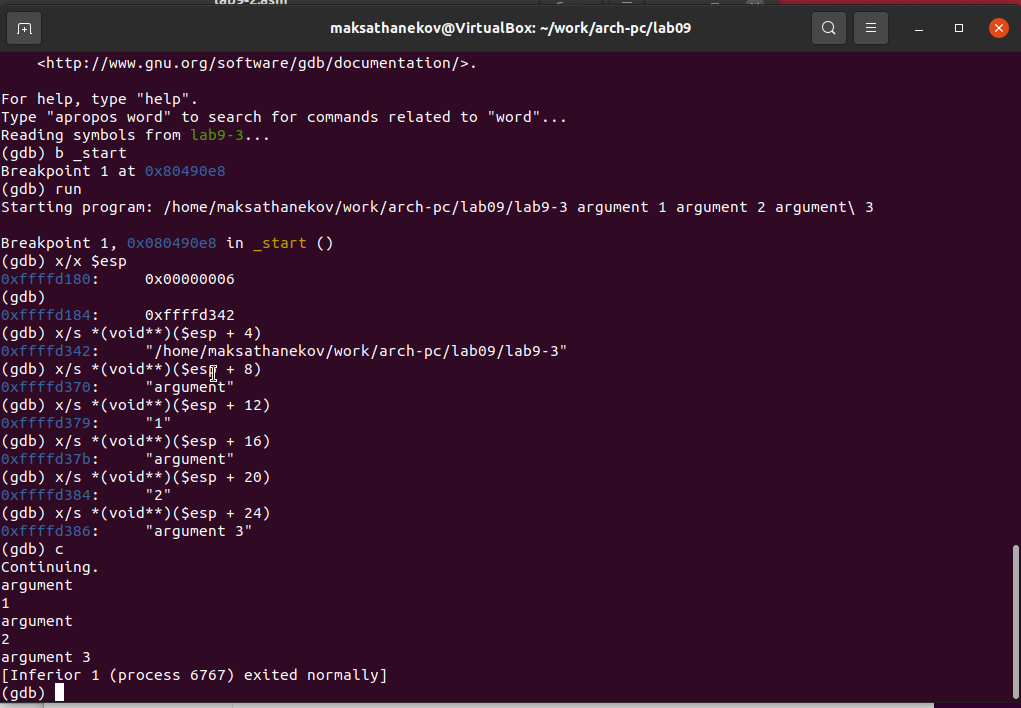 lab9-2.asm
maksathanekov@VirtualBox: ~/work/arch-pc/lab09
<http://www.gnu.org/software/gdb/documentation/>.
For help, type "help".
Type "apropos word" to search for commands related to "word"...
Reading symbols from lab9-3...
(gdb) b _start
Breakpoint 1 at 0x80490e8
(gdb) run
Starting program: /home/maksathanekov/work/arch-pc/lab09/lab9-3 argument 1 argument 2 argument\ 3
Breakpoint 1, 0x080490e8 in _start ()
(gdb) x/x $esp
0xffffd180:     0x00000006
(gdb)
0xffffd184:     0xffffd342
(gdb) x/s *(void**)($esp + 4)
0xffffd342:     "/home/maksathanekov/work/arch-pc/lab09/lab9-3"
(gdb) x/s *(void**)($esp + 8)
0xffffd370:     "argument"
(gdb) x/s *(void**)($esp + 12)
0xffffd379:     "1"
(gdb) x/s *(void**)($esp + 16)
0xffffd37b:     "argument"
(gdb) x/s *(void**)($esp + 20)
0xffffd384:     "2"
(gdb) x/s *(void**)($esp + 24)
0xffffd386:     "argument 3"
(gdb) c
Continuing.
argument
1
argument
2
argument 3
[Inferior 1 (process 6767) exited normally]
(gdb)